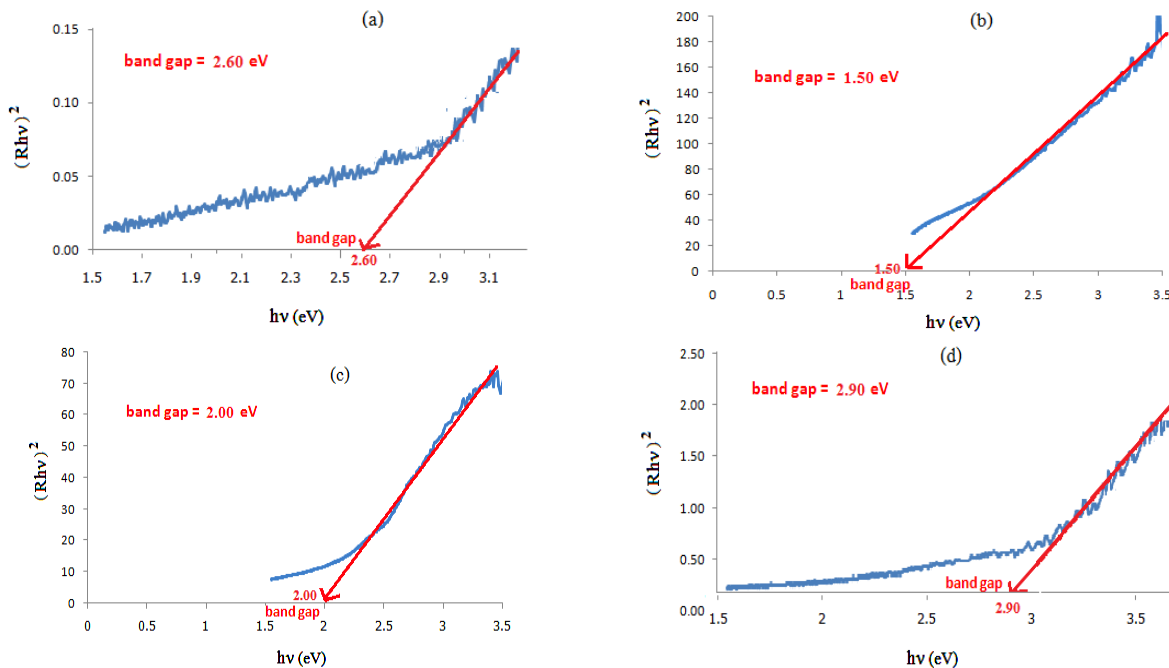 (a)
0.15
0.10
0.05
0.00
(Rhν)²
band gap = 2.60 eV
band gap
2.60
1.5 1.7 1.9 2.1 2.3 2.5 2.7 2.9 3.1
hν (eV)
(b)
200
180
160
140
120
100
80
60
40
20
0
(Rhν)²
band gap = 1.50 eV
1.50
band gap
0 0.5 1 1.5 2 2.5 3 3.5
hν (eV)
(c)
80
70
60
50
40
30
20
10
0
(Rhν)²
band gap = 2.00 eV
2.00
band gap
0 0.5 1 1.5 2 2.5 3 3.5
hν (eV)
(d)
2.50
2.00
1.50
1.00
0.50
0.00
(Rhν)²
band gap = 2.90 eV
band gap
2.90
1.5 2 2.5 3 3.5
hν (eV)